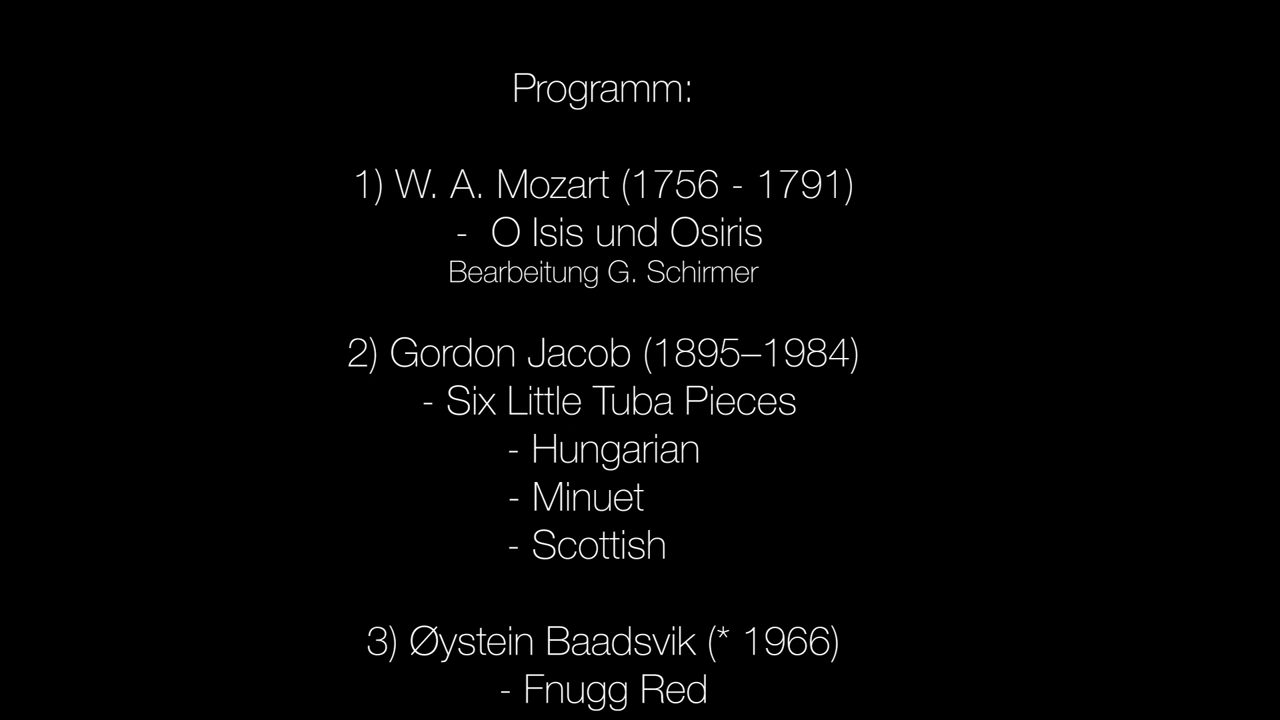 Programm:
1) W. A. Mozart (1756 - 1791)
- O Isis und Osiris
Bearbeitung G. Schirmer
2) Gordon Jacob (1895–1984)
- Six Little Tuba Pieces
- Hungarian
- Minuet
- Scottish
3) Øystein Baadsvik (* 1966)
- Fnugg Red